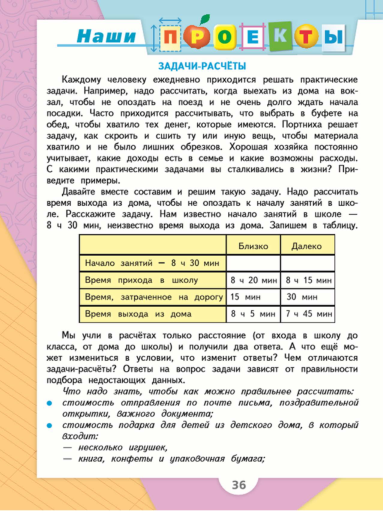 Наши ПРОЕКТЫ
ЗАДАЧИ-РАСЧЁТЫ
Каждому человеку ежедневно приходится решать практические
задачи. Например, надо рассчитать, когда выехать из дома на вок-
зал, чтобы не опоздать на поезд и не очень долго ждать начала
посадки. Часто приходится рассчитывать, что выбрать в буфете на
обед, чтобы хватило тех денег, которые имеются. Портниха решает
задачу, как скроить и сшить ту или иную вещь, чтобы материала
хватило и не было лишних обрезков. Хорошая хозяйка постоянно
учитывает, какие доходы есть в семье и какие возможны расходы.
С какими практическими задачами вы сталкивались в жизни? При-
ведите примеры.
Давайте вместе составим и решим такую задачу. Надо рассчитать
время выхода из дома, чтобы не опоздать к началу занятий в шко-
ле. Расскажите задачу. Нам известно начало занятий в школе —
8 ч 30 мин, неизвестно время выхода из дома. Запишем в таблицу.
Близко Далеко
Начало занятий — 8 ч 30 мин
Время прихода в школу 8 ч 20 мин 8 ч 15 мин
Время, затраченное на дорогу 15 мин 30 мин
Время выхода из дома 8 ч 5 мин 7 ч 45 мин
Мы учли в расчётах только расстояние (от входа в школу до
класса, от дома до школы) и получили два ответа. А что ещё мо-
жет измениться в условии, что изменит ответы? Чем отличаются
задачи-расчёты? Ответы на вопрос задачи зависят от правильности
подбора недостающих данных.
Что надо знать, чтобы как можно правильнее рассчитать:
● стоимость отправления по почте письма, поздравительной
открытки, важного документа;
● стоимость подарка для детей из детского дома, в который
входит:
— несколько игрушек,
— книга, конфеты и упаковочная бумага;
36